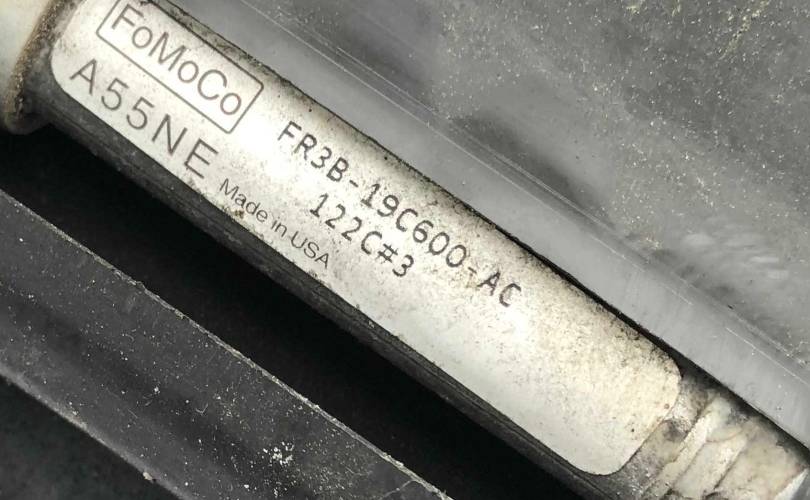 FoMoCo
A55NE
Made in USA
FR3B-19C600-AC
122C#3